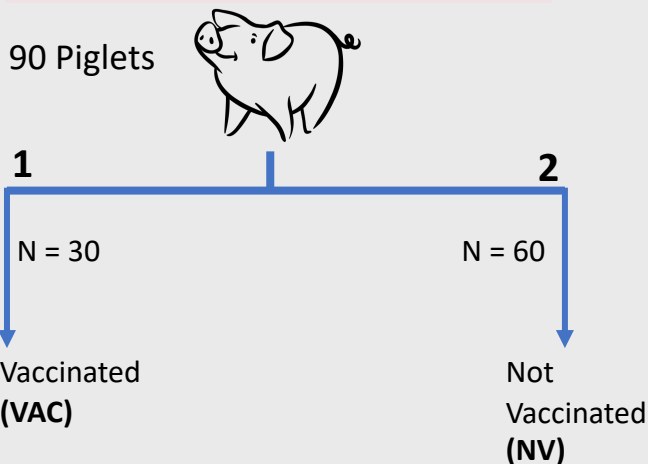 90 Piglets
1
2
N = 30
N = 60
Vaccinated
(VAC)
Not
Vaccinated
(NV)